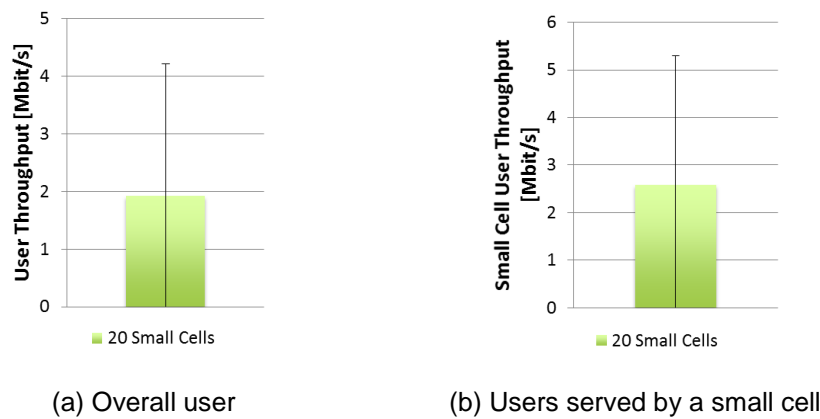 User Throughput [Mbit/s]
5
4
3
2
1
0
20 Small Cells
(a) Overall user
Small Cell User Throughput
[Mbit/s]
6
5
4
3
2
1
0
20 Small Cells
(b) Users served by a small cell